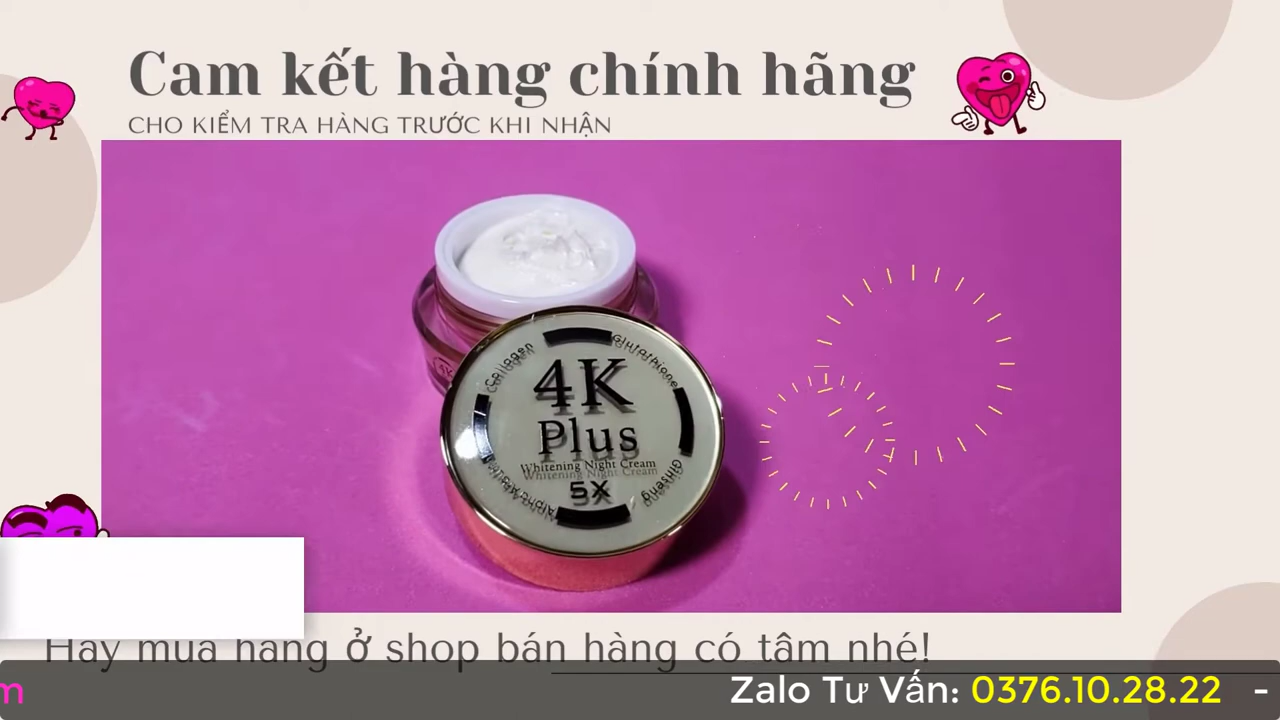 Cam kết hàng chính hãng
CHO KIỂM TRA HÀNG TRƯỚC KHI NHẬN
Collagen
Glutathione
4K
Plus
Whitening Night Cream
5X
Ginseng
Hãy mua hàng ở shop bán hàng có tâm nhé!
m
Zalo Tư Vấn: 0376.10.28.22 -